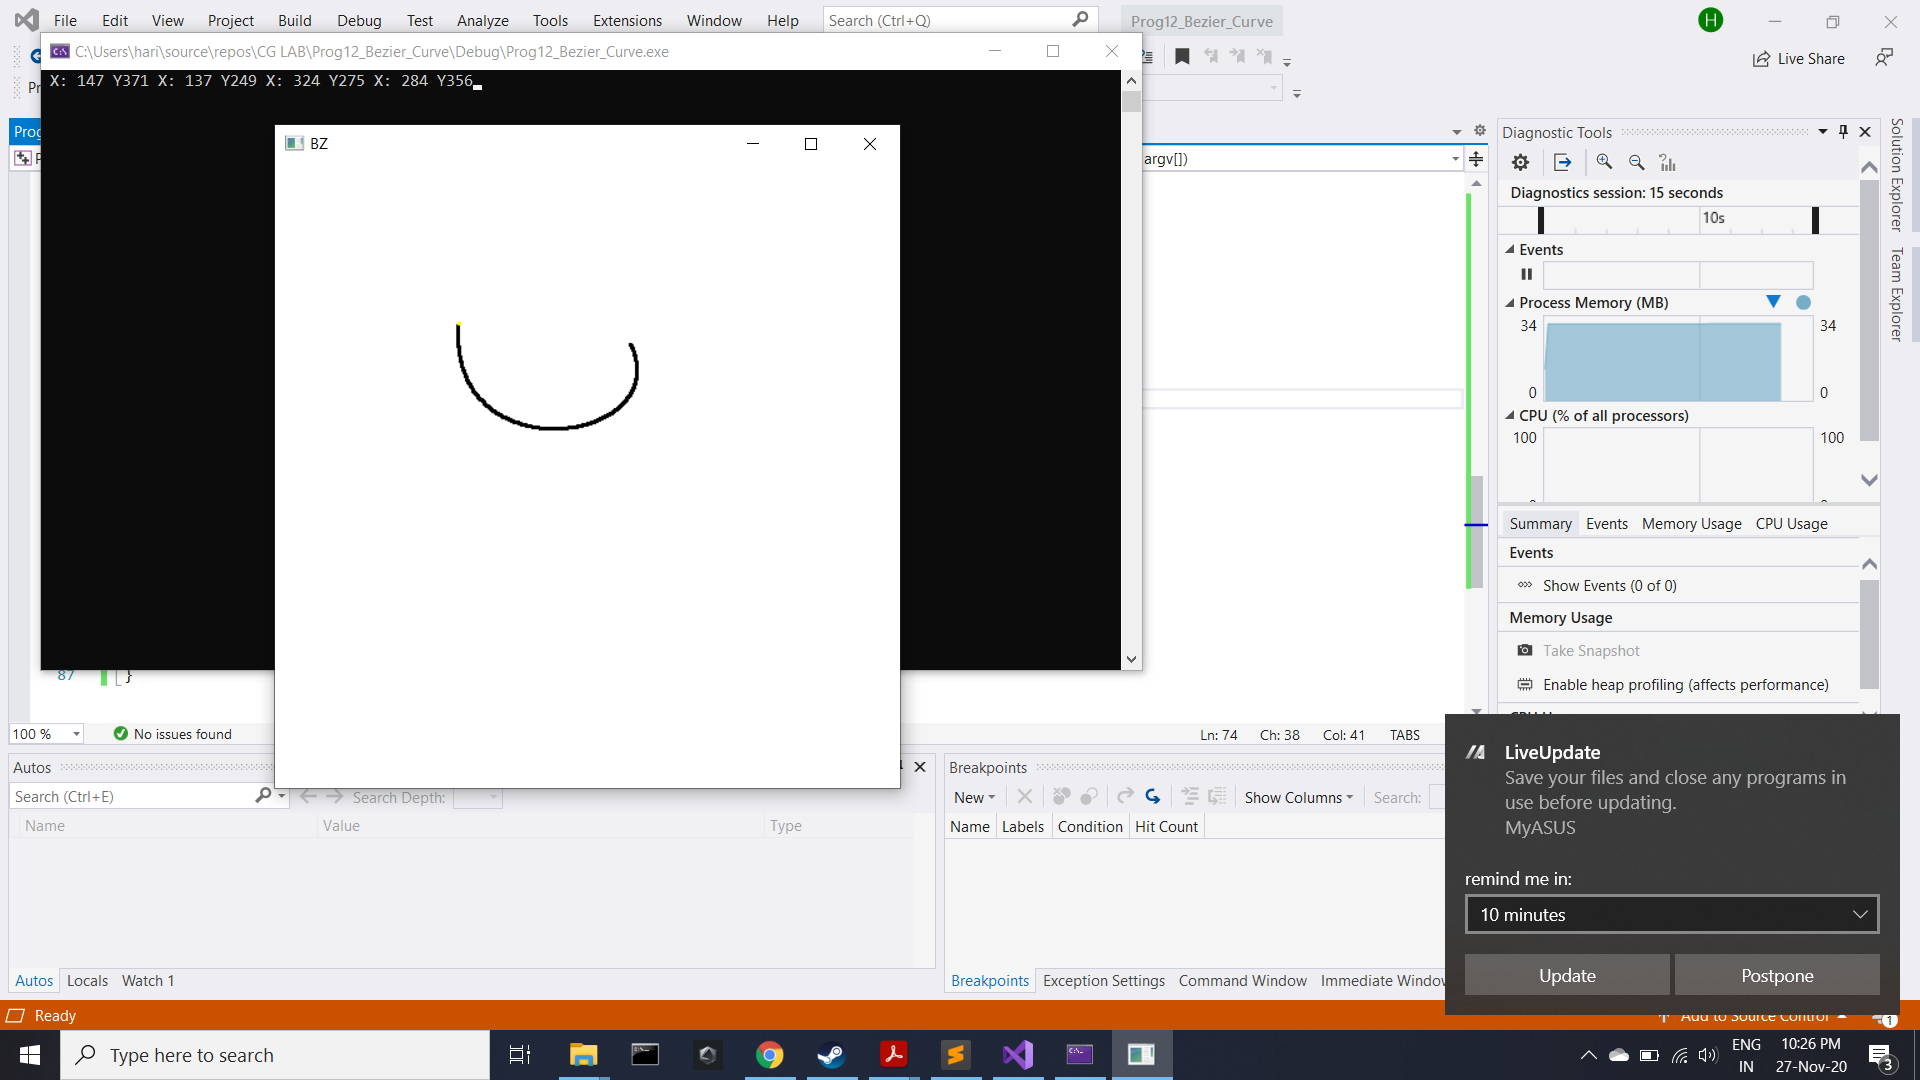 File Edit View Project Build Debug Test Analyze Tools Extensions Window Help Search (Ctrl+Q) Prog12_Bezier_Curve H
C:\Users\hari\source\repos\CG LAB\Prog12_Bezier_Curve\Debug\Prog12_Bezier_Curve.exe
Live Share
X: 147 Y371 X: 137 Y249 X: 324 Y275 X: 284 Y356
Pr
Prog
BZ
argv[])
Diagnostic Tools
Diagnostics session: 15 seconds
10s
Events
Process Memory (MB)
34 34
0 0
CPU (% of all processors)
100 100
Summary Events Memory Usage CPU Usage
Events
Show Events (0 of 0)
Memory Usage
Take Snapshot
Enable heap profiling (affects performance)
Solution Explorer
Team Explorer
87 }
100 % No issues found Ln: 74 Ch: 38 Col: 41 TABS
Autos
Search (Ctrl+E) Search Depth:
Name Value Type
Autos Locals Watch 1
Breakpoints
New Show Columns Search:
Name Labels Condition Hit Count
Breakpoints Exception Settings Command Window Immediate Window
LiveUpdate
Save your files and close any programs in
use before updating.
MyASUS
remind me in:
10 minutes
Update Postpone
Ready Add to Source Control 1
Type here to search
ENG
IN
10:26 PM
27-Nov-20
3